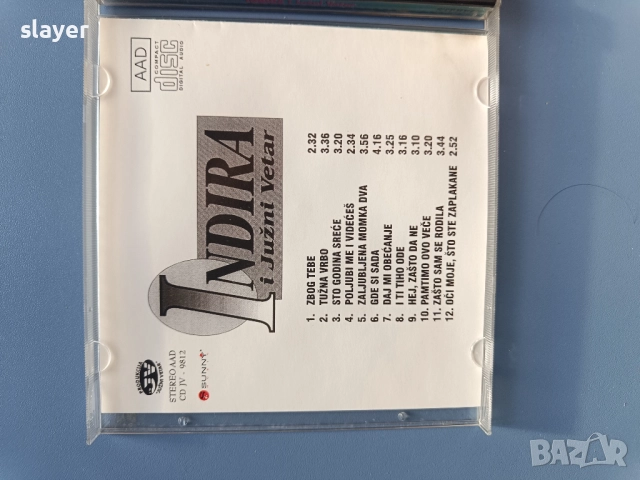 slayer
AAD
COMPACT
disc
DIGITAL AUDIO
INDIRA
i Južni Vetar
1. ZBOG TEBE 2.32
2. TUŽNA VRBO 3.36
3. STO GODINA SREĆE 3.20
4. POLJUBI ME I VIDEĆEŠ 2.34
5. ZALJUBLJENA MOMKA DVA 3.56
6. GDE SI SADA 4.16
7. DAJ MI OBEĆANJE 3.25
8. I TI TIHO ODE 3.16
9. HEJ, ZAŠTO DA NE 3.10
10. PAMTIMO OVO VEČE 3.20
11. ZAŠTO SAM SE RODILA 3.44
12. OČI MOJE, ŠTO STE ZAPLAKANE 2.52
STEREO AAD
CD JV - 9812
SUNNY
BAZAR